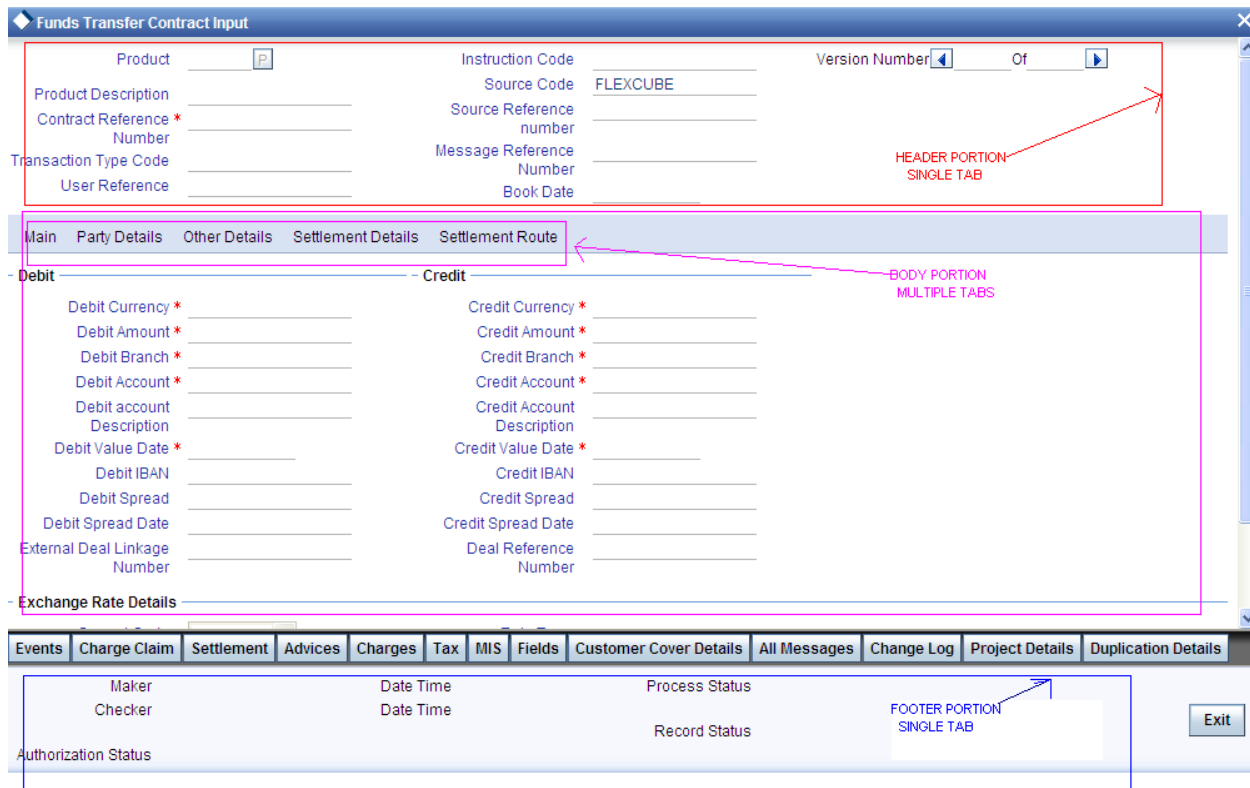 Funds Transfer Contract Input
Product P Instruction Code Version Number Of
Product Description Source Code FLEXCUBE
Contract Reference * Number Source Reference number
Transaction Type Code Message Reference Number
User Reference Book Date
HEADER PORTION
SINGLE TAB
Main Party Details Other Details Settlement Details Settlement Route
BODY PORTION
MULTIPLE TABS
Debit Credit
Debit Currency * Credit Currency *
Debit Amount * Credit Amount *
Debit Branch * Credit Branch *
Debit Account * Credit Account *
Debit account Description Credit Account Description
Debit Value Date * Credit Value Date *
Debit IBAN Credit IBAN
Debit Spread Credit Spread
Debit Spread Date Credit Spread Date
External Deal Linkage Number Deal Reference Number
Exchange Rate Details
Events Charge Claim Settlement Advices Charges Tax MIS Fields Customer Cover Details All Messages Change Log Project Details Duplication Details
Maker Date Time Process Status
Checker Date Time
Record Status
Authorization Status
FOOTER PORTION
SINGLE TAB
Exit